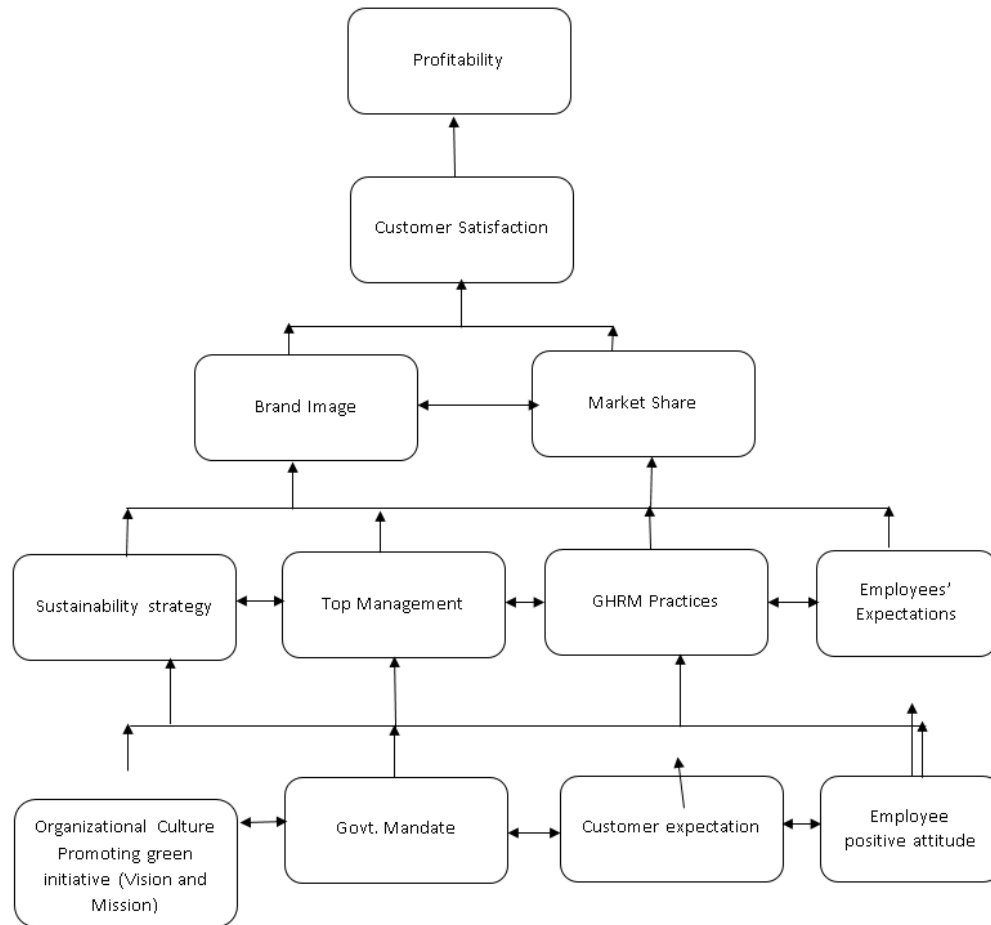 Profitability
Customer Satisfaction
Brand Image
Market Share
Sustainability strategy
Top Management
GHRM Practices
Employees’
Expectations
Organizational Culture
Promoting green
initiative (Vision and
Mission)
Govt. Mandate
Customer expectation
Employee
positive attitude